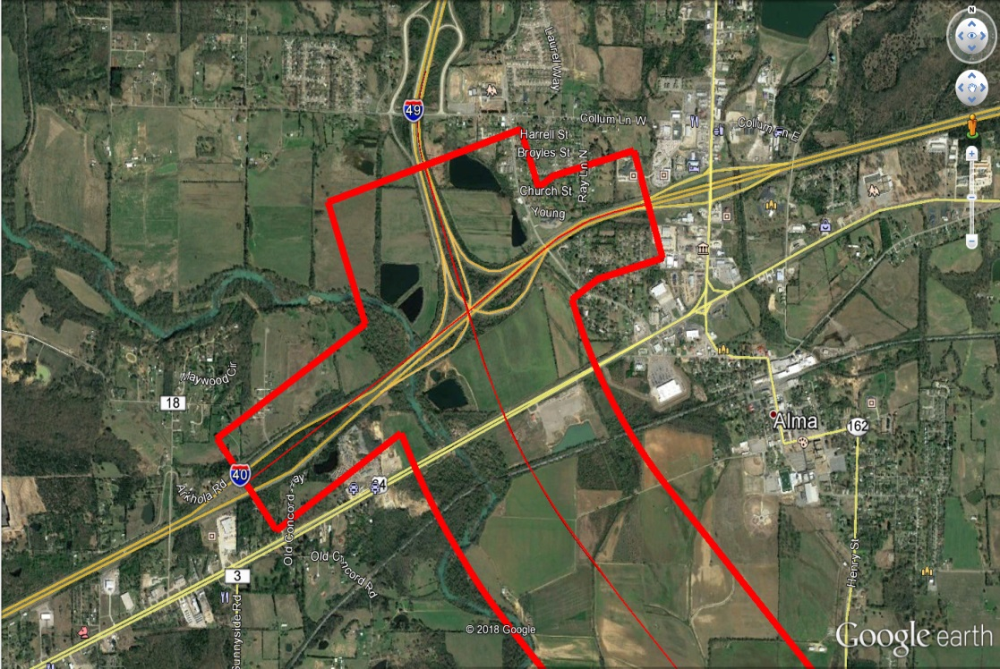 N
Laurel Way
49
Collum Ln W
Collum Ln E
Harrell St
Broyles St
Ray Ln N
Church St
Young
Maywood Cir
18
Alma
162
40
Arkhola Rd
Old Concord
ay
64
Old Concord Rd
3
Sunnyside Rd
Henry St
© 2018 Google
Google earth